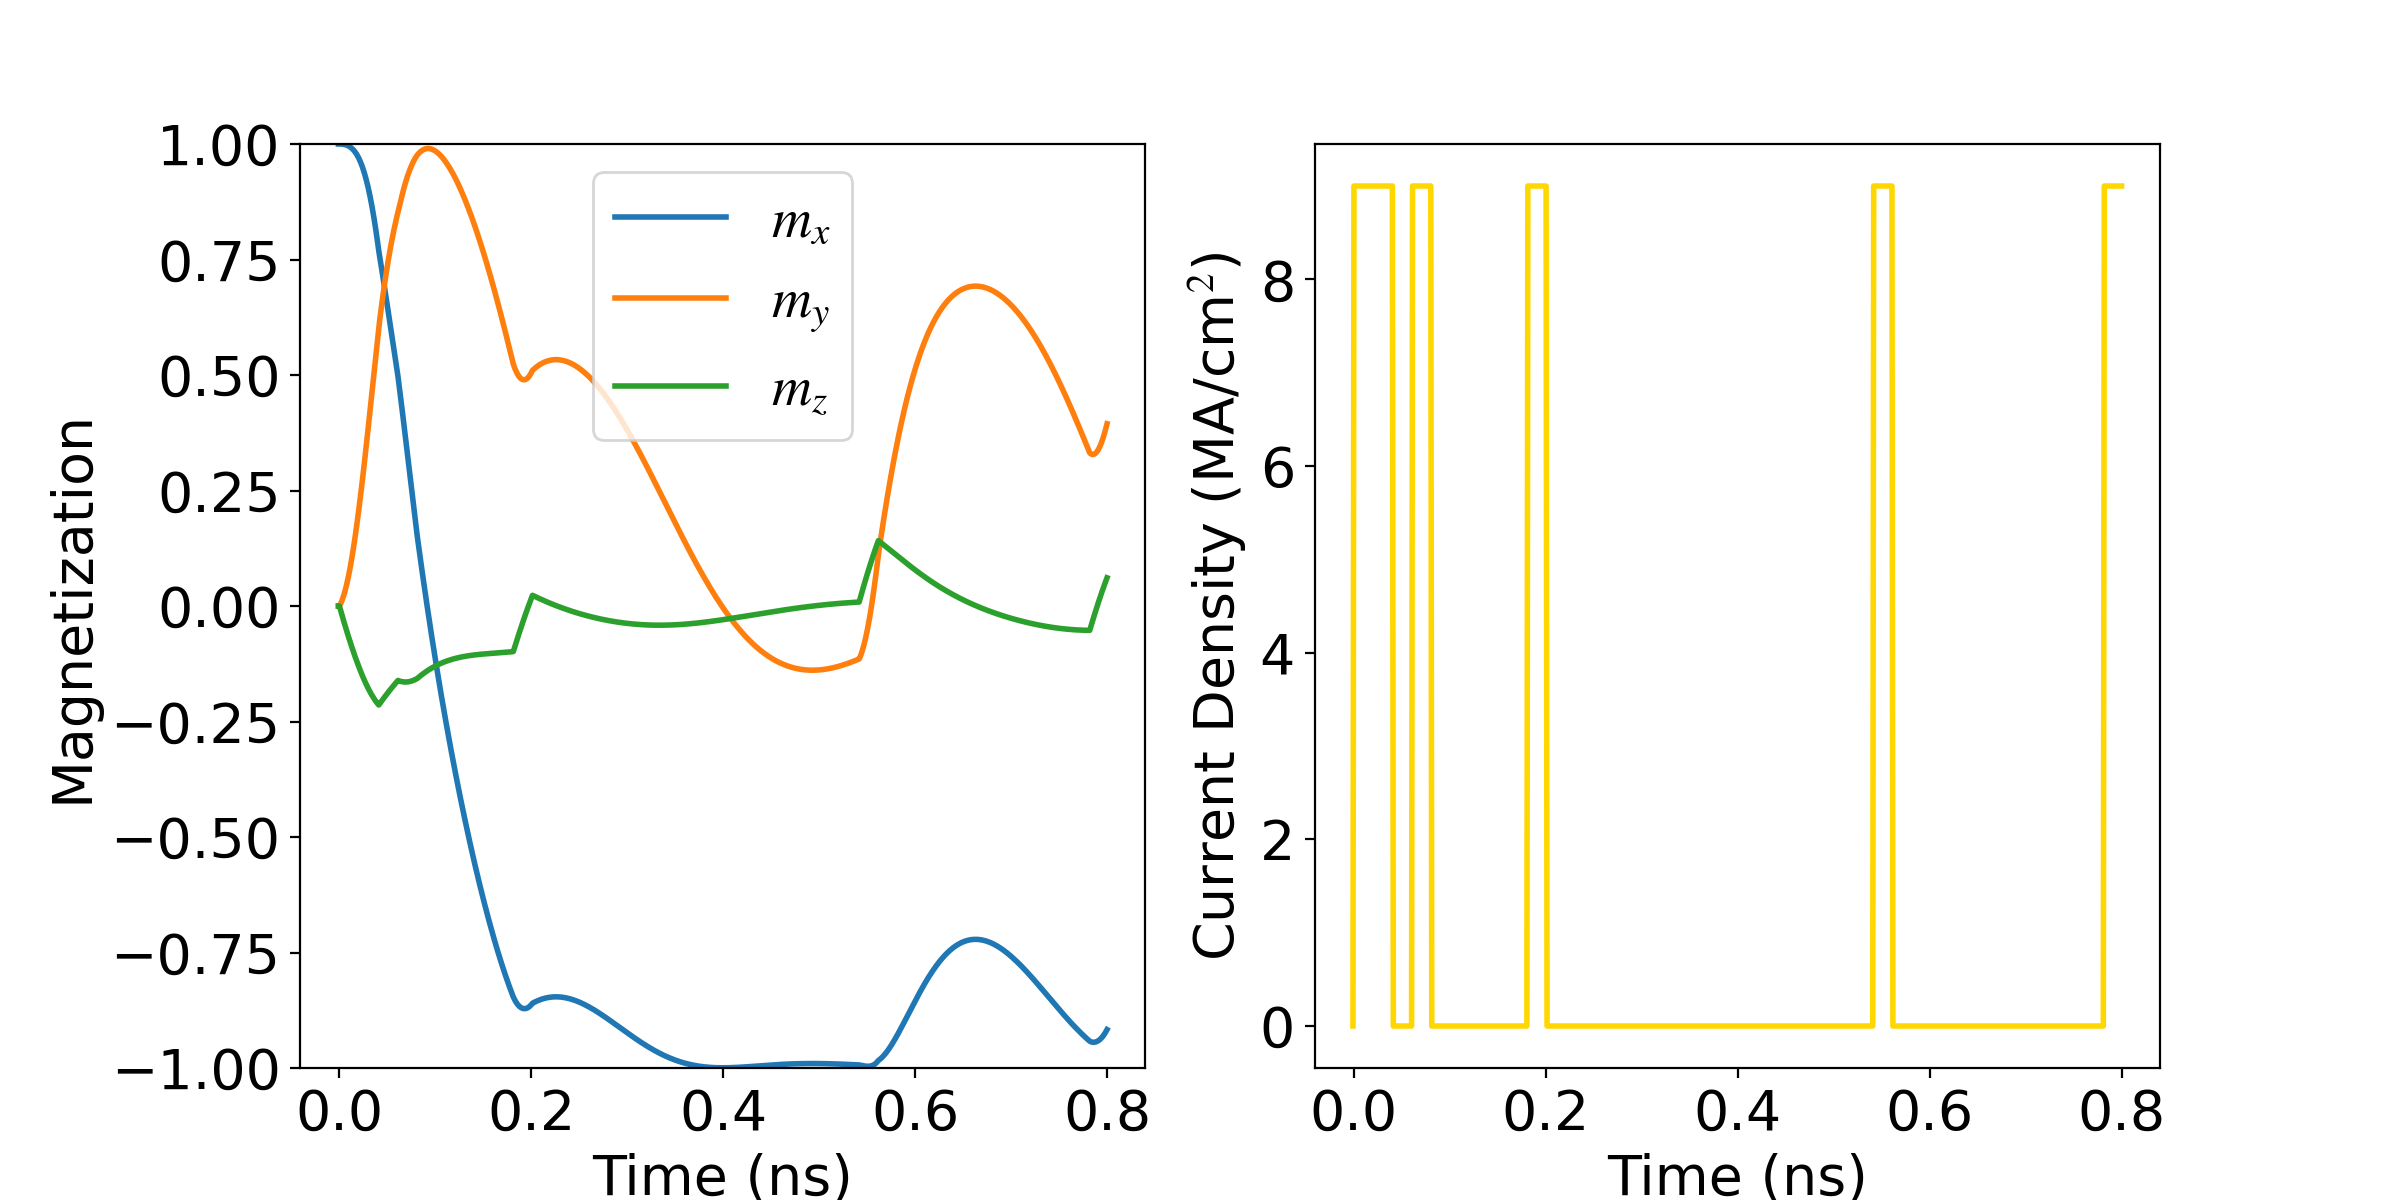 1.00
0.75
0.50
0.25
0.00
−0.25
−0.50
−0.75
−1.00
Magnetization
0.0 0.2 0.4 0.6 0.8
Time (ns)
m_x
m_y
m_z
8
6
4
2
0
Current Density (MA/cm²)
0.0 0.2 0.4 0.6 0.8
Time (ns)